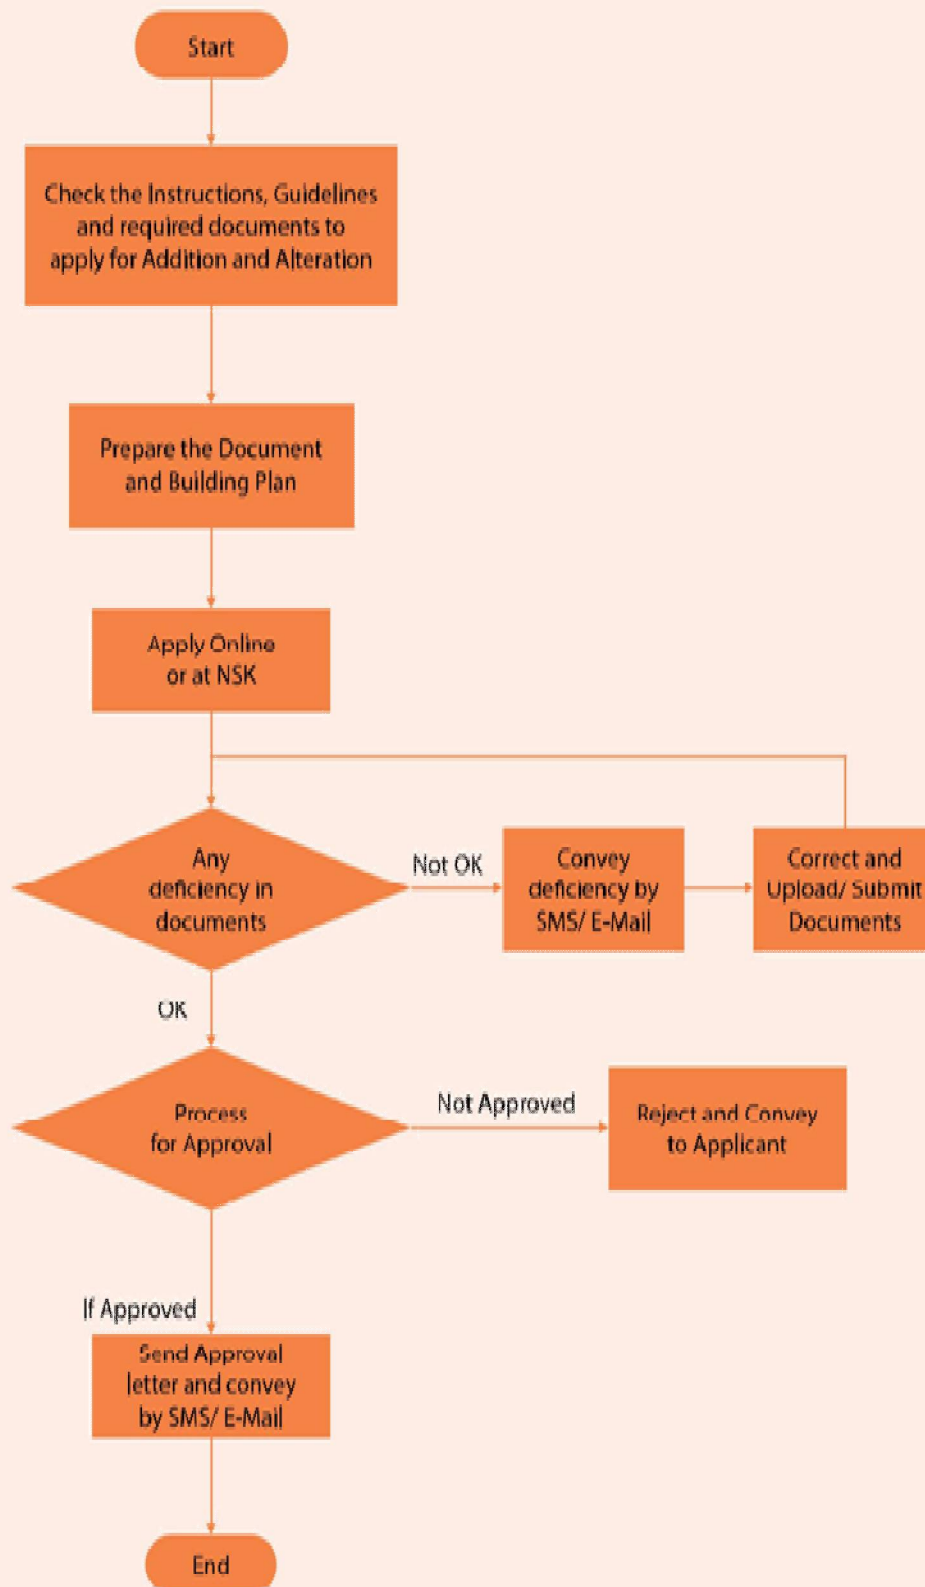 Start
Check the Instructions, Guidelines
and required documents to
apply for Addition and Alteration
Prepare the Document
and Building Plan
Apply Online
or at NSK
Any
deficiency in
documents
Not OK
Convey
deficiency by
SMS/ E-Mail
Correct and
Upload/ Submit
Documents
OK
Process
for Approval
Not Approved
Reject and Convey
to Applicant
If Approved
Send Approval
letter and convey
by SMS/ E-Mail
End